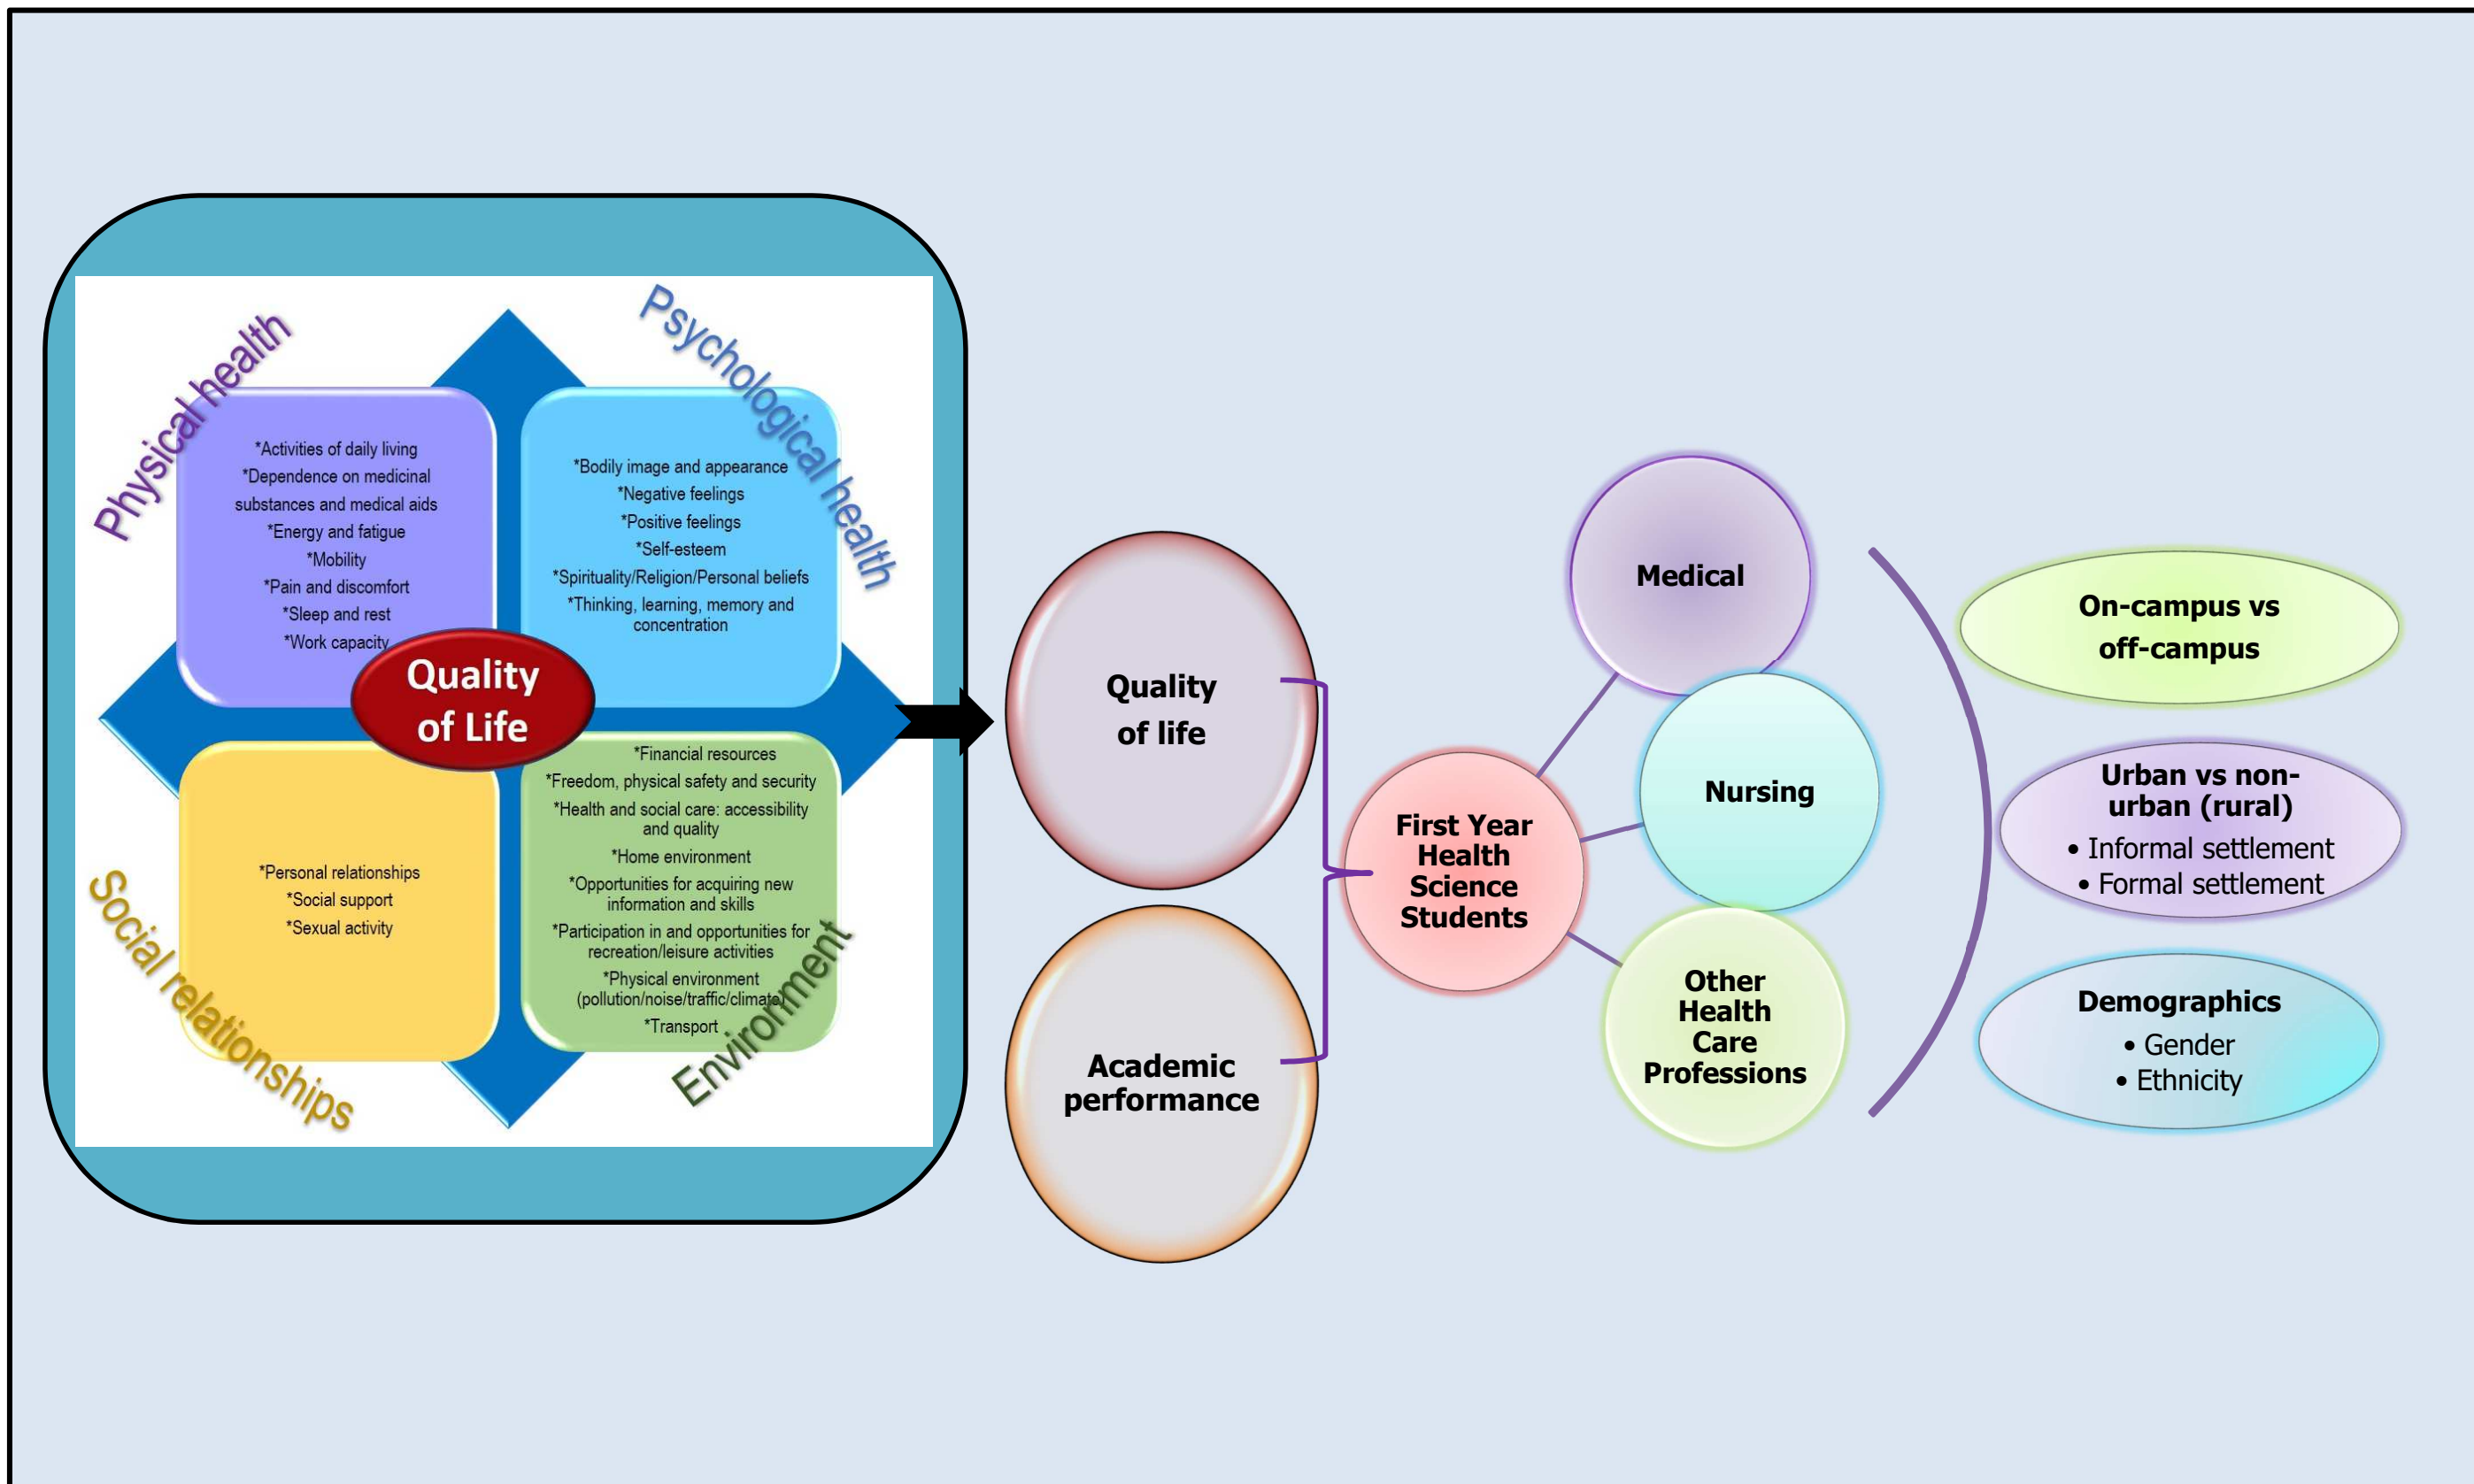 Physical health
*Activities of daily living
*Dependence on medicinal
substances and medical aids
*Energy and fatigue
*Mobility
*Pain and discomfort
*Sleep and rest
*Work capacity
Psychological health
*Bodily image and appearance
*Negative feelings
*Positive feelings
*Self-esteem
*Spirituality/Religion/Personal beliefs
*Thinking, learning, memory and
concentration
Quality
of Life
Social relationships
*Personal relationships
*Social support
*Sexual activity
Environment
*Financial resources
*Freedom, physical safety and security
*Health and social care: accessibility
and quality
*Home environment
*Opportunities for acquiring new
information and skills
*Participation in and opportunities for
recreation/leisure activities
*Physical environment
(pollution/noise/traffic/climate)
*Transport
Quality
of life
Academic
performance
First Year
Health
Science
Students
Medical
Nursing
Other
Health
Care
Professions
On-campus vs
off-campus
Urban vs non-
urban (rural)
• Informal settlement
• Formal settlement
Demographics
• Gender
• Ethnicity